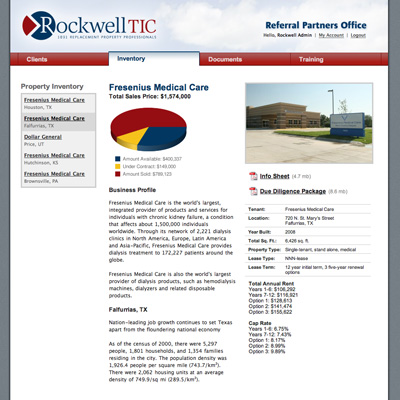 RockwellTIC
1031 REPLACEMENT PROPERTY PROFESSIONALS
Referral Partners Office
Hello, Rockwell Admin | My Account | Logout
Clients
Inventory
Documents
Training
Property Inventory
Fresenius Medical Care
Houston, TX
Fresenius Medical Care
Falfurrias, TX
Dollar General
Price, UT
Fresenius Medical Care
Hutchinson, KS
Fresenius Medical Care
Brownsville, PA
Fresenius Medical Care
Total Sales Price: $1,574,000
Amount Available: $400,337
Under Contract: $149,000
Amount Sold: $789,123
Business Profile
Fresenius Medical Care is the world's largest,
integrated provider of products and services for
individuals with chronic kidney failure, a condition
that affects about 1,500,000 individuals
worldwide. Through its network of 2,221 dialysis
clinics in North America, Europe, Latin America
and Asia-Pacific, Fresenius Medical Care provides
dialysis treatment to 172,227 patients around the
globe.
Fresenius Medical Care is also the world's largest
provider of dialysis products, such as hemodialysis
machines, dialyzers and related disposable
products.
Falfurrias, TX
Nation-leading job growth continues to set Texas
apart from the floundering national economy
As of the census of 2000, there were 5,297
people, 1,801 households, and 1,354 families
residing in the city. The population density was
1,926.4 people per square mile (743.7/km²).
There were 2,062 housing units at an average
density of 749.9/sq mi (289.5/km²).
Info Sheet (4.7 mb)
Due Diligence Package (8.6 mb)
Tenant: Fresenius Medical Care
Location: 720 N. St. Mary's Street
Falfurrias, TX
Year Built: 2008
Total Sq. Ft.: 6,426 sq. ft.
Property Type: Single-tenant, stand alone, medical
Lease Type: NNN-lease
Lease Term: 12 year initial term, 3 five-year renewal
options
Total Annual Rent
Years 1-6: $106,292
Years 7-12: $116,921
Option 1: $128,613
Option 2: $141,474
Option 3: $155,622
Cap Rate
Years 1-6: 6.75%
Years 7-12: 7.43%
Option 1: 8.17%
Option 2: 8.99%
Option 3: 9.89%